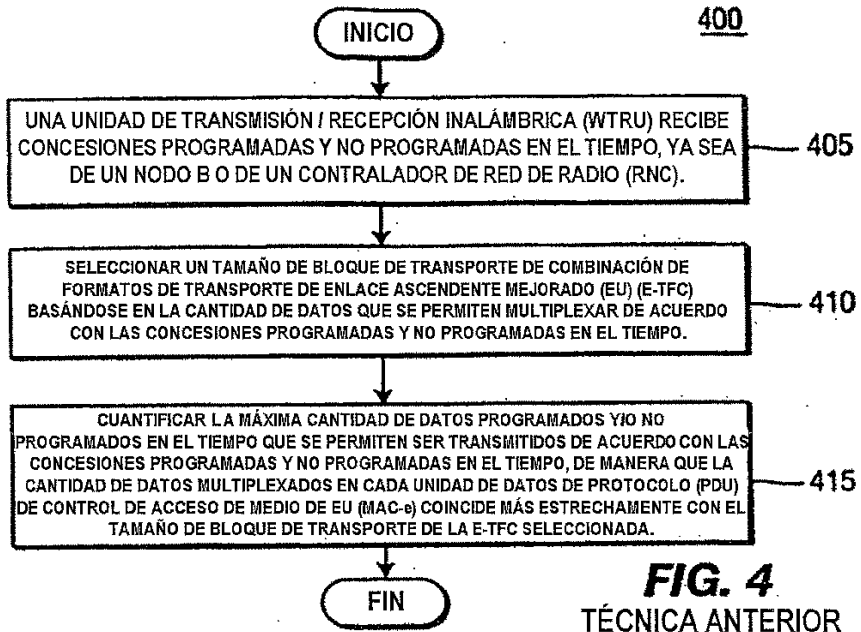 400
INICIO
UNA UNIDAD DE TRANSMISIÓN / RECEPCIÓN INALÁMBRICA (WTRU) RECIBE
CONCESIONES PROGRAMADAS Y NO PROGRAMADAS EN EL TIEMPO, YA SEA
DE UN NODO B O DE UN CONTRALADOR DE RED DE RADIO (RNC).
405
SELECCIONAR UN TAMAÑO DE BLOQUE DE TRANSPORTE DE COMBINACIÓN DE
FORMATOS DE TRANSPORTE DE ENLACE ASCENDENTE MEJORADO (EU) (E-TFC)
BASÁNDOSE EN LA CANTIDAD DE DATOS QUE SE PERMITEN MULTIPLEXAR DE ACUERDO
CON LAS CONCESIONES PROGRAMADAS Y NO PROGRAMADAS EN EL TIEMPO.
410
CUANTIFICAR LA MÁXIMA CANTIDAD DE DATOS PROGRAMADOS Y/O NO
PROGRAMADOS EN EL TIEMPO QUE SE PERMITEN SER TRANSMITIDOS DE ACUERDO CON LAS
CONCESIONES PROGRAMADAS Y NO PROGRAMADAS EN EL TIEMPO, DE MANERA QUE LA
CANTIDAD DE DATOS MULTIPLEXADOS EN CADA UNIDAD DE DATOS DE PROTOCOLO (PDU)
DE CONTROL DE ACCESO DE MEDIO DE EU (MAC-e) COINCIDE MÁS ESTRECHAMENTE CON EL
TAMAÑO DE BLOQUE DE TRANSPORTE DE LA E-TFC SELECCIONADA.
415
FIN
FIG. 4
TÉCNICA ANTERIOR